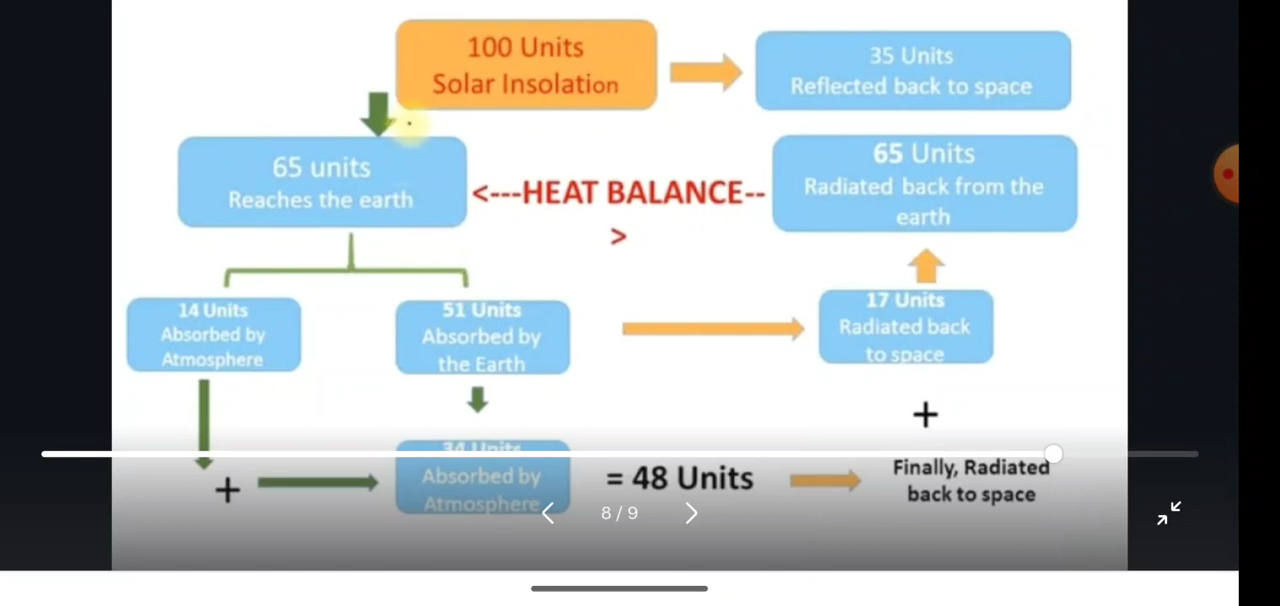 100 Units
Solar Insolation
35 Units
Reflected back to space
65 units
Reaches the earth
<---HEAT BALANCE--
>
65 Units
Radiated back from the
earth
14 Units
Absorbed by
Atmosphere
51 Units
Absorbed by
the Earth
17 Units
Radiated back
to space
+
34 Units
Absorbed by
Atmosphere
+
= 48 Units
Finally, Radiated
back to space
8 / 9